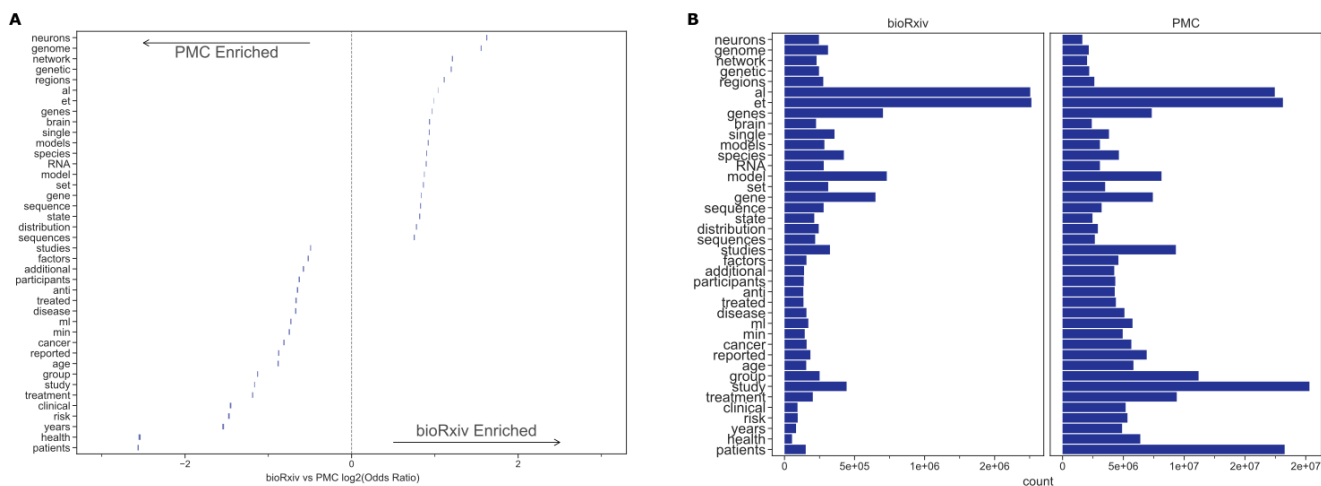 A
neurons
genome
network
genetic
regions
al
et
genes
brain
single
models
species
RNA
model
set
gene
sequence
state
distribution
sequences
studies
factors
additional
participants
anti
treated
disease
ml
min
cancer
reported
age
group
study
treatment
clinical
risk
years
health
patients
PMC Enriched
bioRxiv Enriched
−2
0
2
bioRxiv vs PMC log2(Odds Ratio)
B
bioRxiv
PMC
neurons
genome
network
genetic
regions
al
et
genes
brain
single
models
species
RNA
model
set
gene
sequence
state
distribution
sequences
studies
factors
additional
participants
anti
treated
disease
ml
min
cancer
reported
age
group
study
treatment
clinical
risk
years
health
patients
0
5e+05
1e+06
2e+06
0
5e+06
1e+07
2e+07
2e+07
count